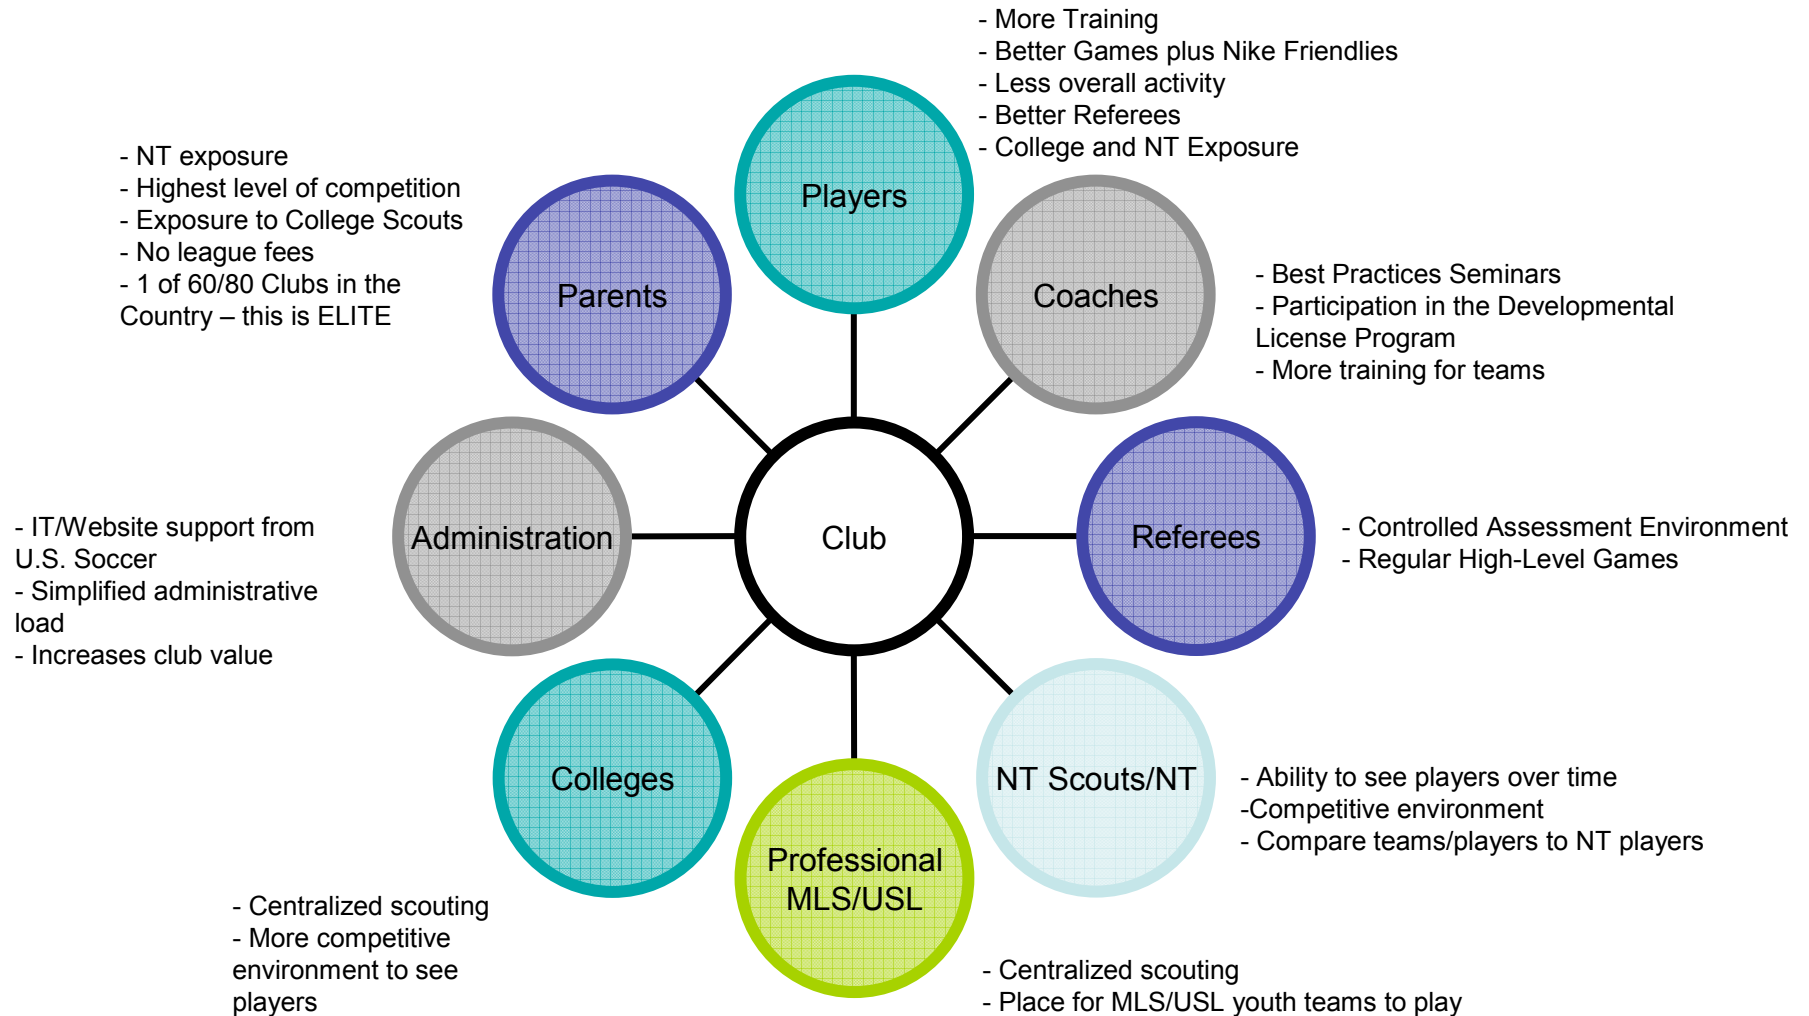 - More Training
- Better Games plus Nike Friendlies
- Less overall activity
- Better Referees
- College and NT Exposure
Players
- NT exposure
- Highest level of competition
- Exposure to College Scouts
- No league fees
- 1 of 60/80 Clubs in the
Country – this is ELITE
Parents
Coaches
- Best Practices Seminars
- Participation in the Developmental
License Program
- More training for teams
- IT/Website support from
U.S. Soccer
- Simplified administrative
load
- Increases club value
Administration
Club
Referees
- Controlled Assessment Environment
- Regular High-Level Games
Colleges
- Centralized scouting
- More competitive
environment to see
players
Professional
MLS/USL
- Centralized scouting
- Place for MLS/USL youth teams to play
NT Scouts/NT
- Ability to see players over time
-Competitive environment
- Compare teams/players to NT players